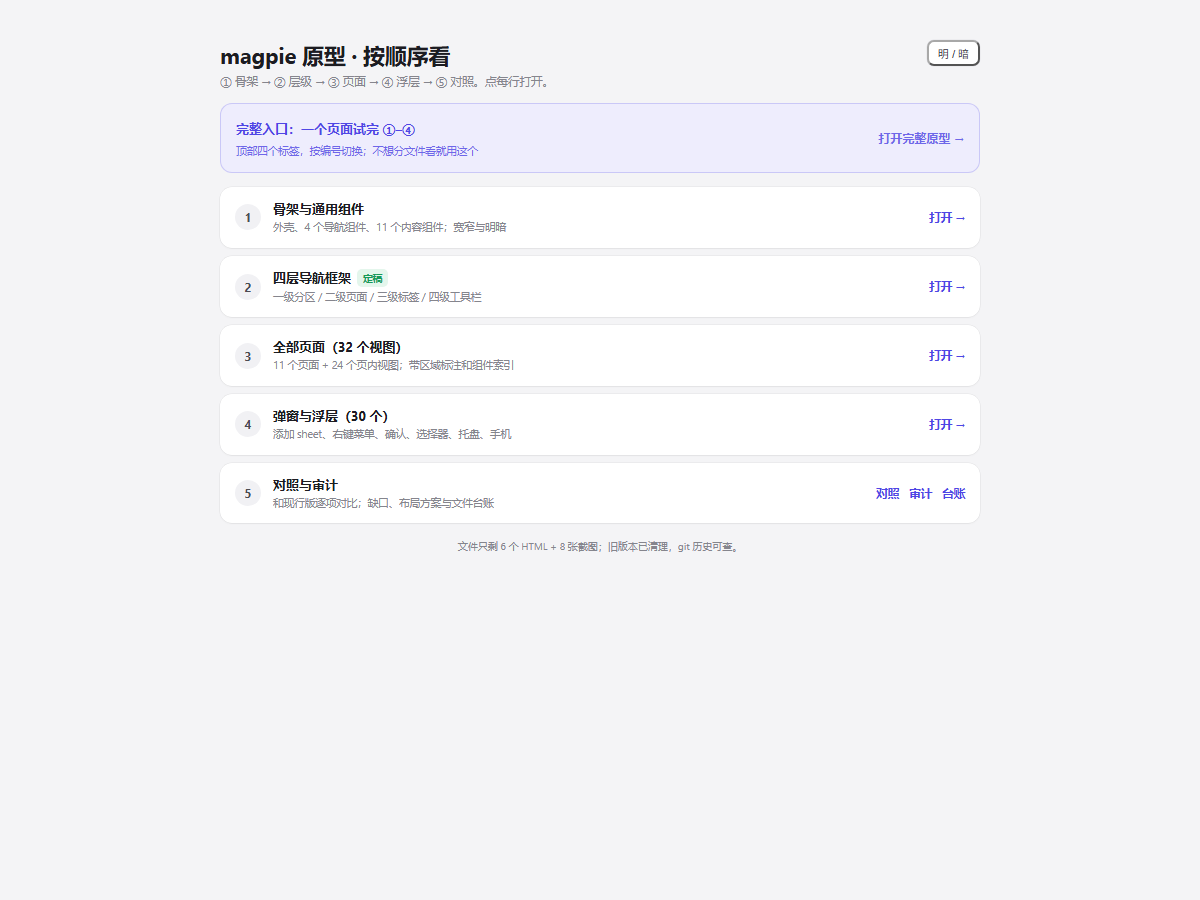 magpie 原型 · 按顺序看
明 / 暗
① 骨架 → ② 层级 → ③ 页面 → ④ 浮层 → ⑤ 对照。点每行打开。
完整入口：一个页面试完 ①–④
顶部四个标签，按编号切换；不想分文件看就用这个
打开完整原型 →
1
骨架与通用组件
外壳、4 个导航组件、11 个内容组件；宽窄与明暗
打开 →
2
四层导航框架 定稿
一级分区 / 二级页面 / 三级标签 / 四级工具栏
打开 →
3
全部页面（32 个视图）
11 个页面 + 24 个页内视图；带区域标注和组件索引
打开 →
4
弹窗与浮层（30 个）
添加 sheet、右键菜单、确认、选择器、托盘、手机
打开 →
5
对照与审计
和现行版逐项对比；缺口、布局方案与文件台账
对照 审计 台账
文件只剩 6 个 HTML + 8 张截图；旧版本已清理，git 历史可查。